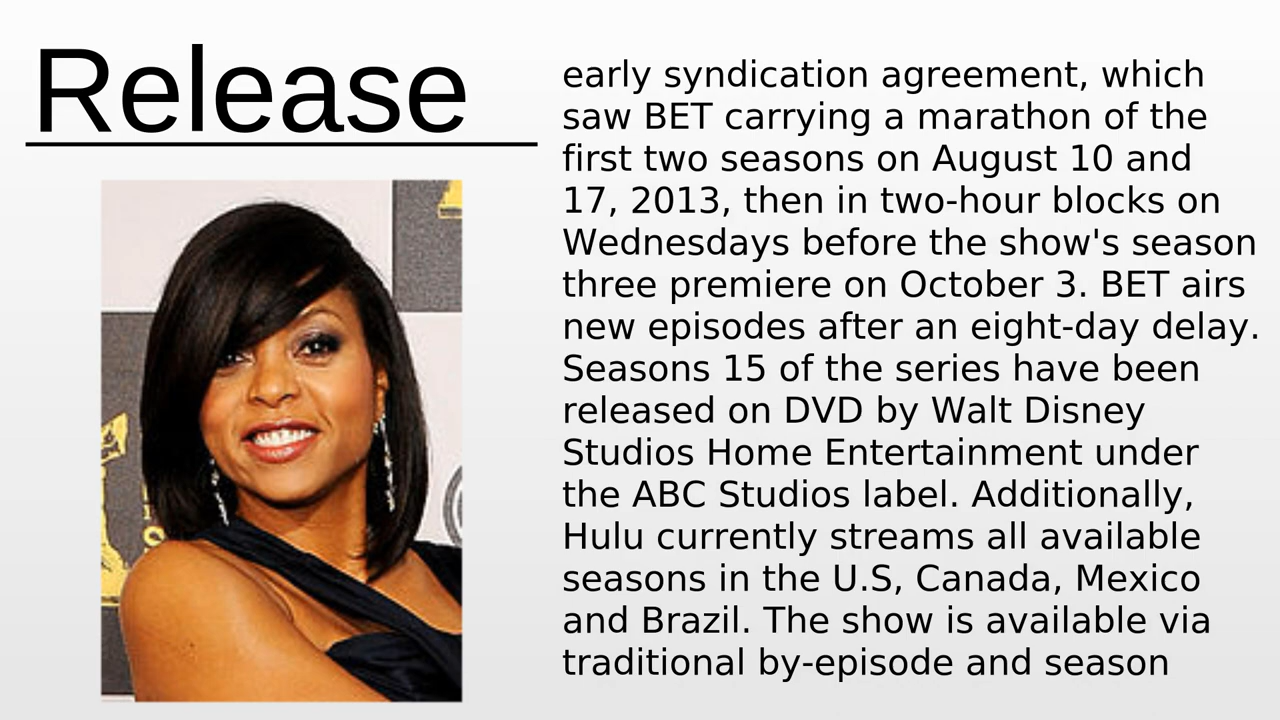 Release
early syndication agreement, which
saw BET carrying a marathon of the
first two seasons on August 10 and
17, 2013, then in two-hour blocks on
Wednesdays before the show's season
three premiere on October 3. BET airs
new episodes after an eight-day delay.
Seasons 15 of the series have been
released on DVD by Walt Disney
Studios Home Entertainment under
the ABC Studios label. Additionally,
Hulu currently streams all available
seasons in the U.S, Canada, Mexico
and Brazil. The show is available via
traditional by-episode and season